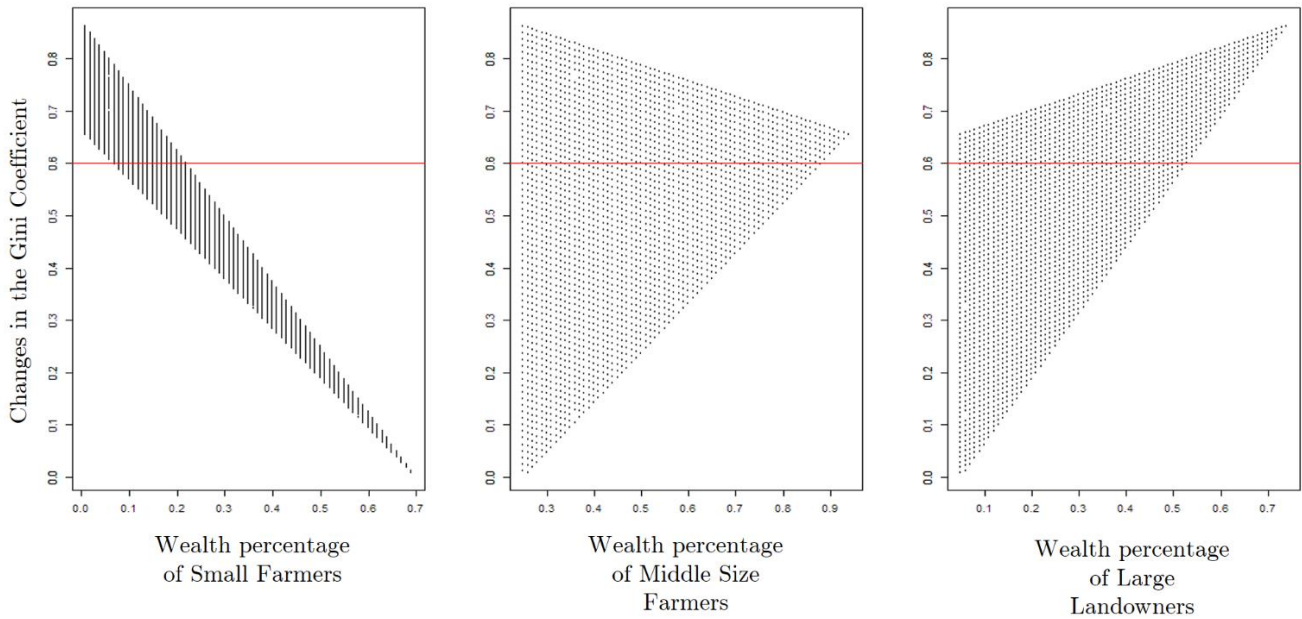 Changes in the Gini Coefficient
0.0 0.1 0.2 0.3 0.4 0.5 0.6 0.7 0.8
0.0 0.1 0.2 0.3 0.4 0.5 0.6 0.7
Wealth percentage
of Small Farmers
0.0 0.1 0.2 0.3 0.4 0.5 0.6 0.7 0.8
0.3 0.4 0.5 0.6 0.7 0.8 0.9
Wealth percentage
of Middle Size
Farmers
0.0 0.1 0.2 0.3 0.4 0.5 0.6 0.7 0.8
0.1 0.2 0.3 0.4 0.5 0.6 0.7
Wealth percentage
of Large
Landowners